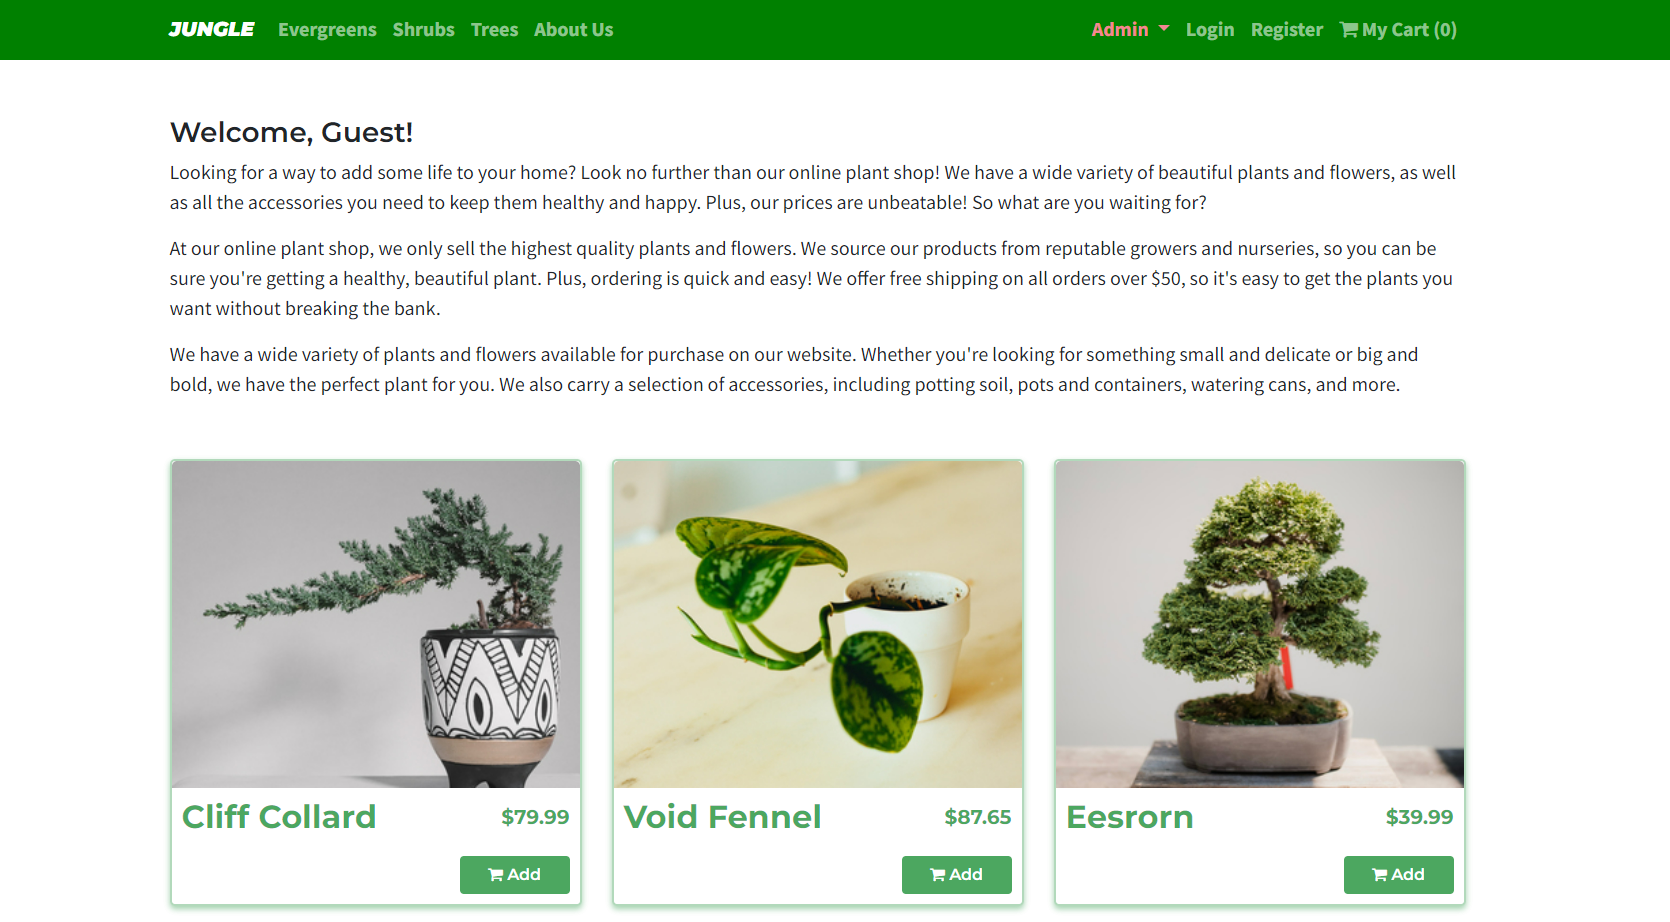 JUNGLE Evergreens Shrubs Trees About Us Admin Login Register My Cart (0)
Welcome, Guest!
Looking for a way to add some life to your home? Look no further than our online plant shop! We have a wide variety of beautiful plants and flowers, as well
as all the accessories you need to keep them healthy and happy. Plus, our prices are unbeatable! So what are you waiting for?
At our online plant shop, we only sell the highest quality plants and flowers. We source our products from reputable growers and nurseries, so you can be
sure you're getting a healthy, beautiful plant. Plus, ordering is quick and easy! We offer free shipping on all orders over $50, so it's easy to get the plants you
want without breaking the bank.
We have a wide variety of plants and flowers available for purchase on our website. Whether you're looking for something small and delicate or big and
bold, we have the perfect plant for you. We also carry a selection of accessories, including potting soil, pots and containers, watering cans, and more.
Cliff Collard $79.99
Add
Void Fennel $87.65
Add
Eesrorn $39.99
Add